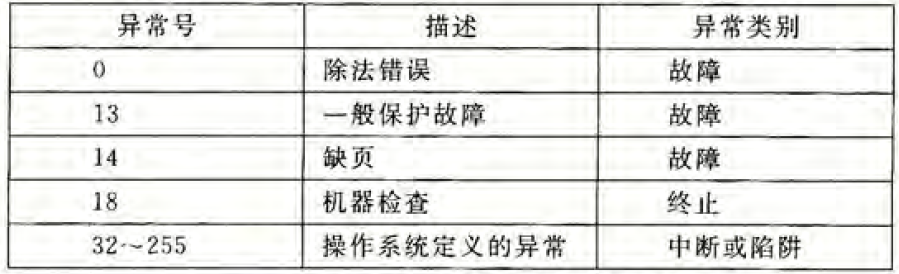 异常号 描述 异常类别
0 除法错误 故障
13 一般保护故障 故障
14 缺页 故障
18 机器检查 终止
32~255 操作系统定义的异常 中断或陷阱